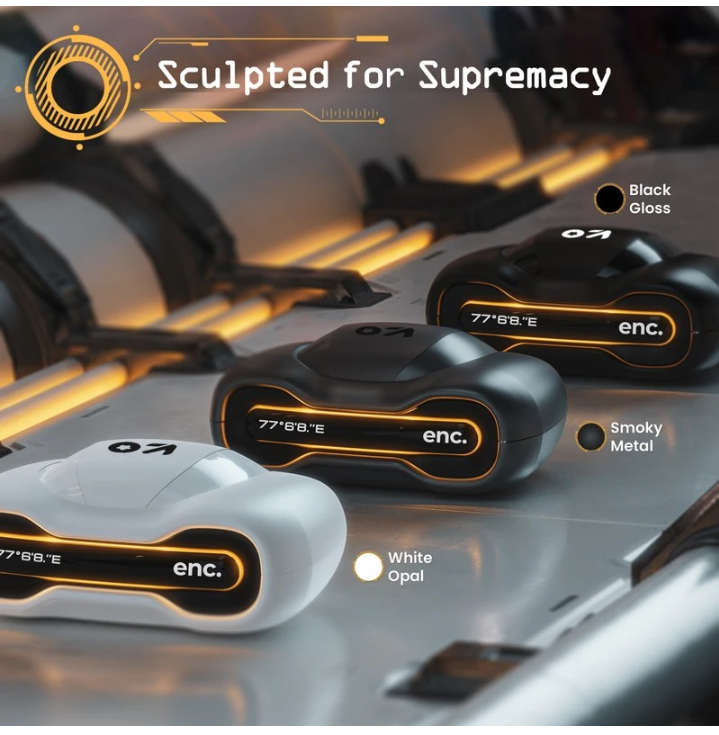 Sculpted for Supremacy
Black
Gloss
77°6'8."E
enc.
77°6'8."E
enc.
Smoky
Metal
77°6'8."E
enc.
White
Opal